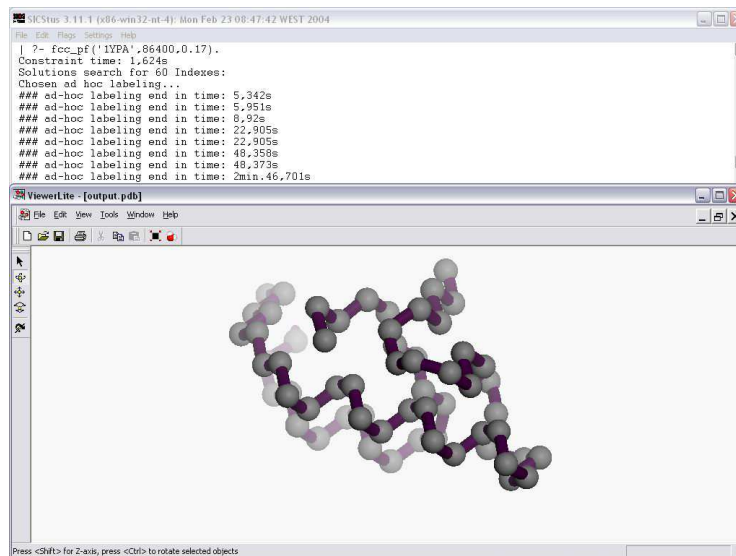 SICStus 3.11.1 (x86-win32-nt-4): Mon Feb 23 08:47:42 WEST 2004
File Edit Flags Settings Help
| ?- fcc_pf('1YPA',86400,0.17).
Constraint time: 1,624s
Solutions search for 60 Indexes:
Chosen ad hoc labeling...
### ad-hoc labeling end in time: 5,342s
### ad-hoc labeling end in time: 5,951s
### ad-hoc labeling end in time: 8,92s
### ad-hoc labeling end in time: 22,905s
### ad-hoc labeling end in time: 22,905s
### ad-hoc labeling end in time: 48,358s
### ad-hoc labeling end in time: 48,373s
### ad-hoc labeling end in time: 2min.46,701s
ViewerLite - [output.pdb]
File Edit View Tools Window Help
Press <Shift> for Z-axis, press <Ctrl> to rotate selected objects